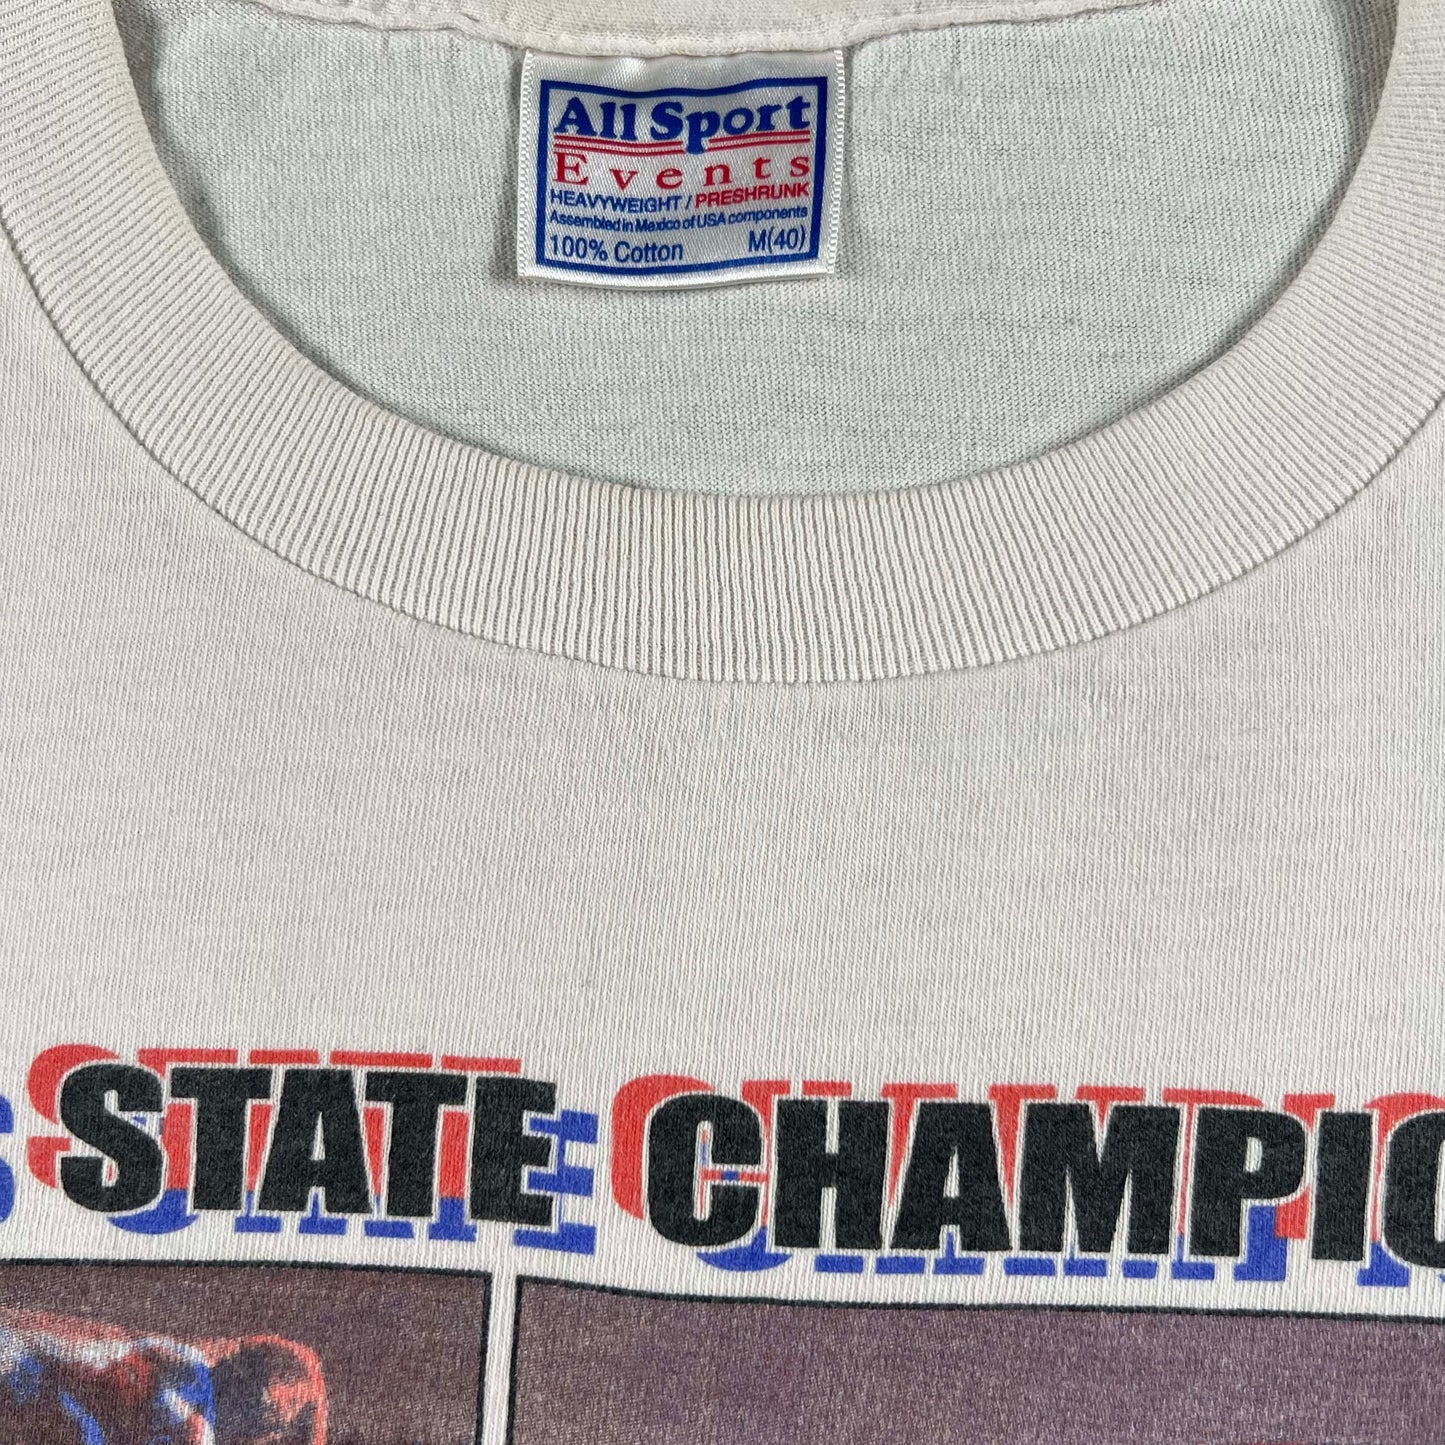 All Sport
Events
HEAVYWEIGHT / PRESHRUNK
Assembled in Mexico of USA components
100% Cotton M(40)
STATE CHAMPIO